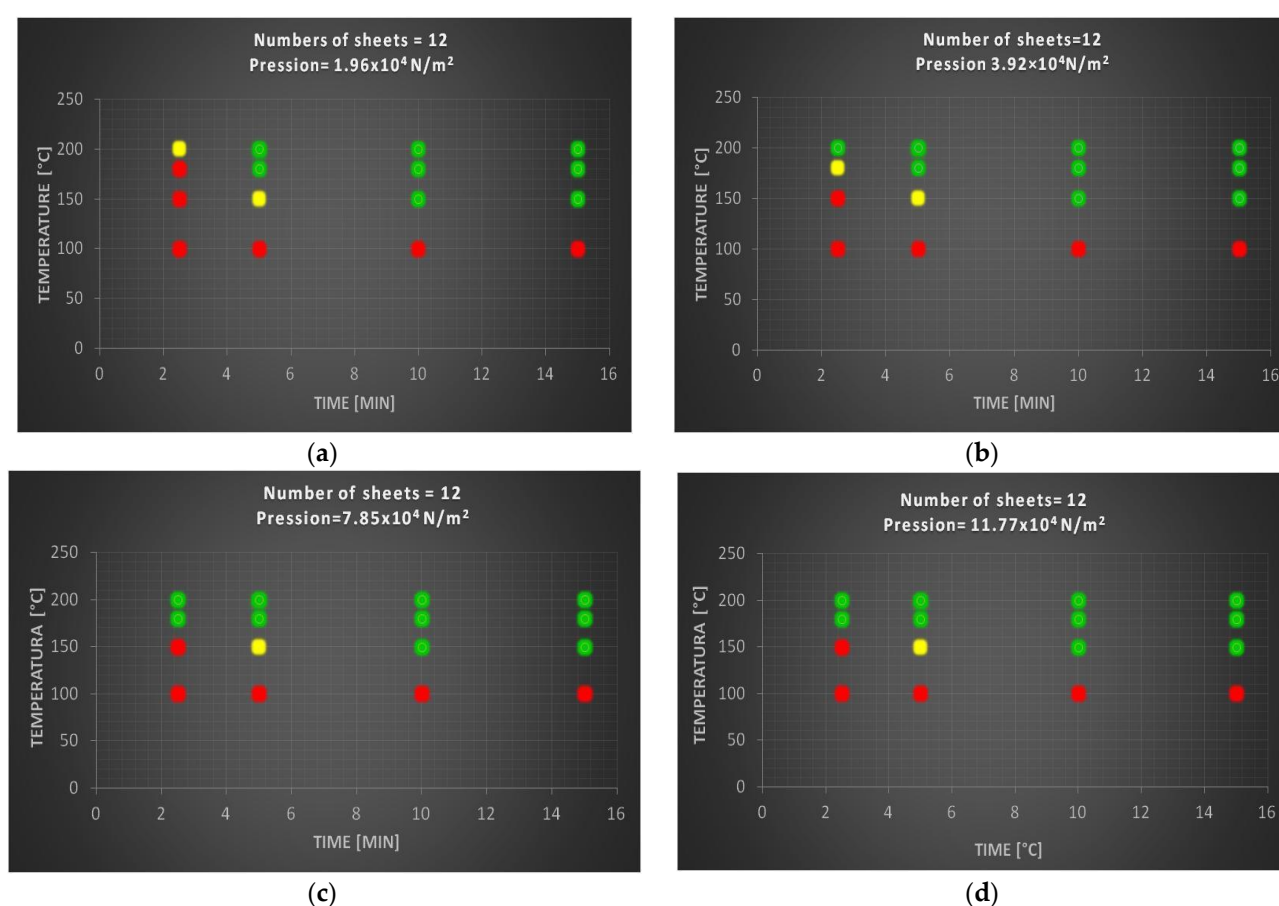 Numbers of sheets = 12
Pression= 1.96x10⁴ N/m²
TEMPERATURE [°C]
250
200
150
100
50
0
0 2 4 6 8 10 12 14 16
TIME [MIN]
(a)
Number of sheets=12
Pression 3.92×10⁴N/m²
TEMPERATURE [°C]
250
200
150
100
50
0
0 2 4 6 8 10 12 14 16
TIME [MIN]
(b)
Number of sheets = 12
Pression=7.85x10⁴ N/m²
TEMPERATURA [°C]
250
200
150
100
50
0
0 2 4 6 8 10 12 14 16
TIME [MIN]
(c)
Number of sheets= 12
Pression= 11.77x10⁴ N/m²
TEMPERATURA [°C]
250
200
150
100
50
0
0 2 4 6 8 10 12 14 16
TIME [°C]
(d)